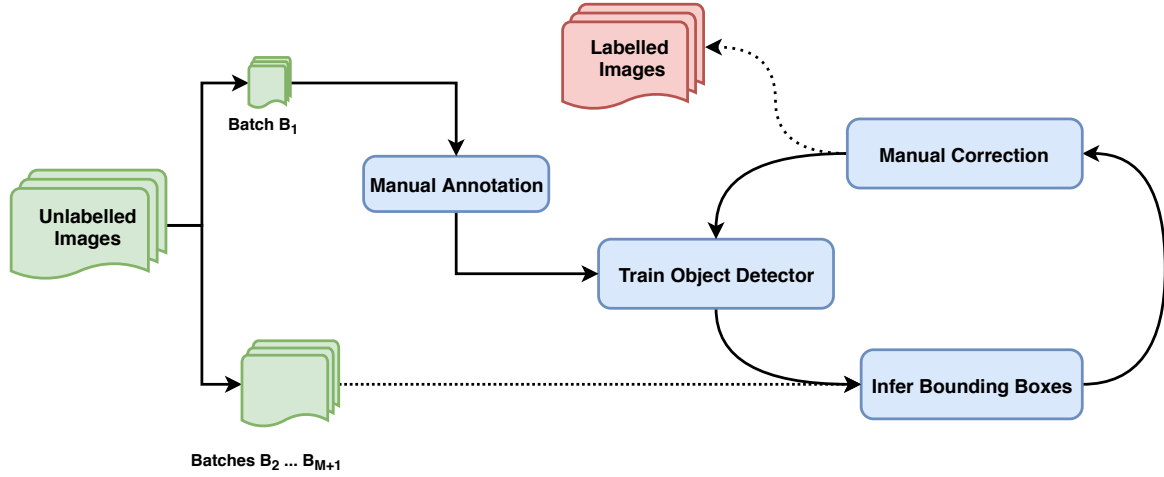 Labelled
Images
Batch B₁
Manual Correction
Manual Annotation
Unlabelled
Images
Train Object Detector
Infer Bounding Boxes
Batches B₂ ... B_M+1